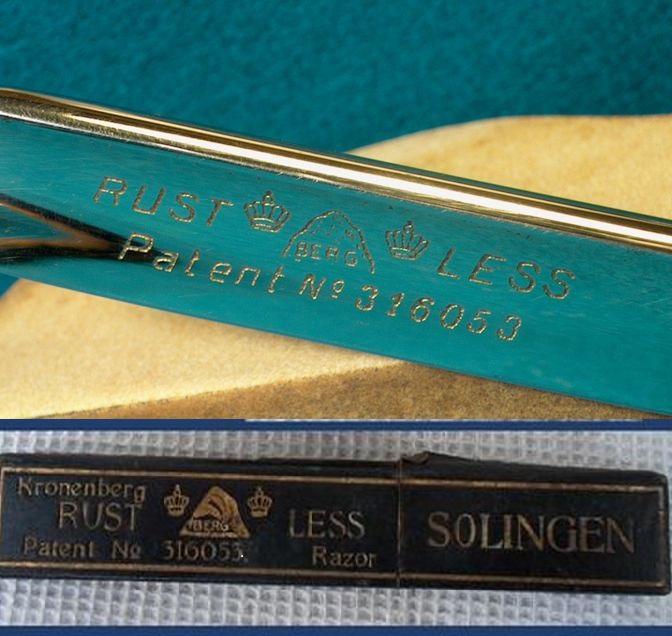 RUST BERG LESS
Patent No 316053
Kronenberg
RUST BERG LESS
Patent No 316053 Razor
SOLINGEN